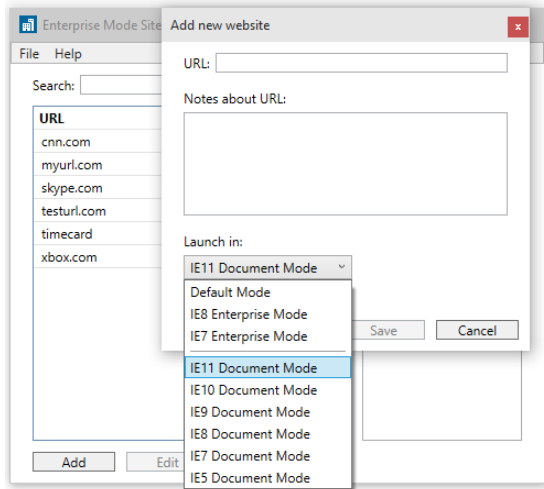 Enterprise Mode Site
Add new website
x
File Help
URL:
Search:
Notes about URL:
URL
cnn.com
myurl.com
skype.com
testurl.com
timecard
xbox.com
Launch in:
IE11 Document Mode
Default Mode
IE8 Enterprise Mode
IE7 Enterprise Mode
Save Cancel
IE11 Document Mode
IE10 Document Mode
IE9 Document Mode
IE8 Document Mode
IE7 Document Mode
IE5 Document Mode
Add Edit